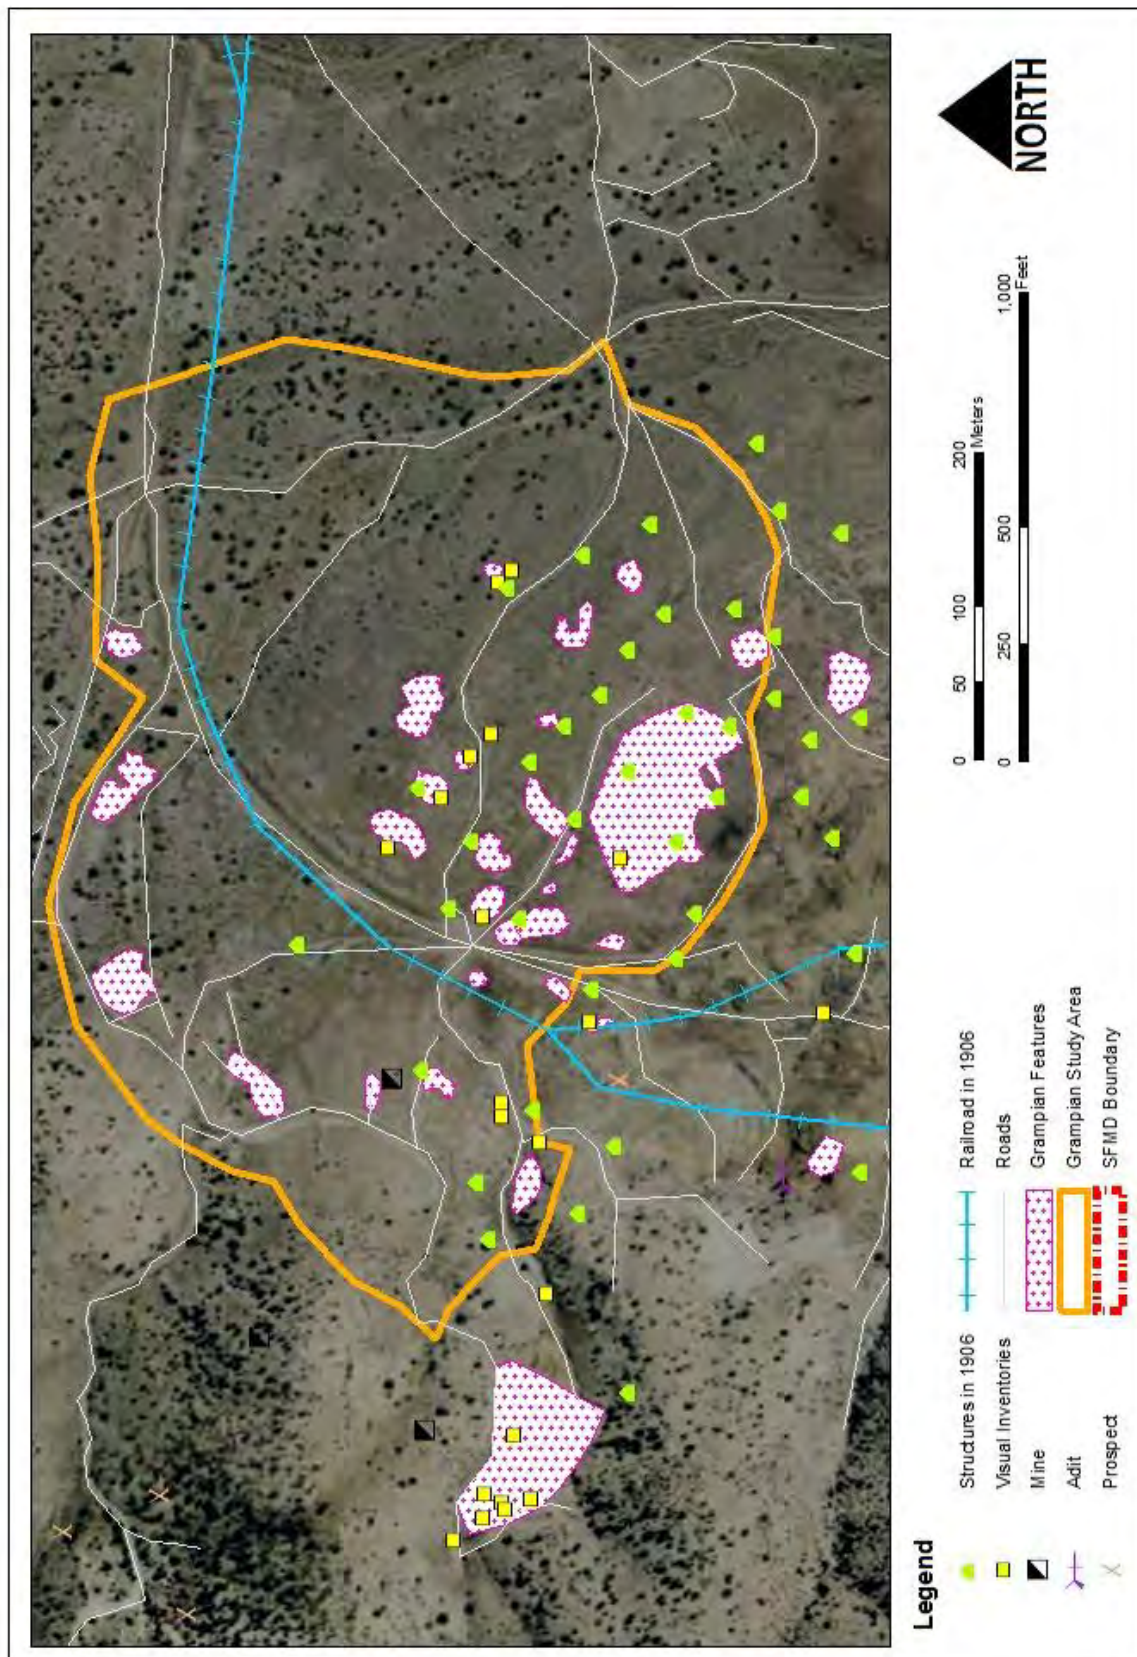 Legend
Structures in 1906
Visual Inventories
Mine
Adit
Prospect
Railroad in 1906
Roads
Grampian Features
Grampian Study Area
SFMD Boundary
0 50 100 200
Meters
0 250 500 1,000
Feet
NORTH